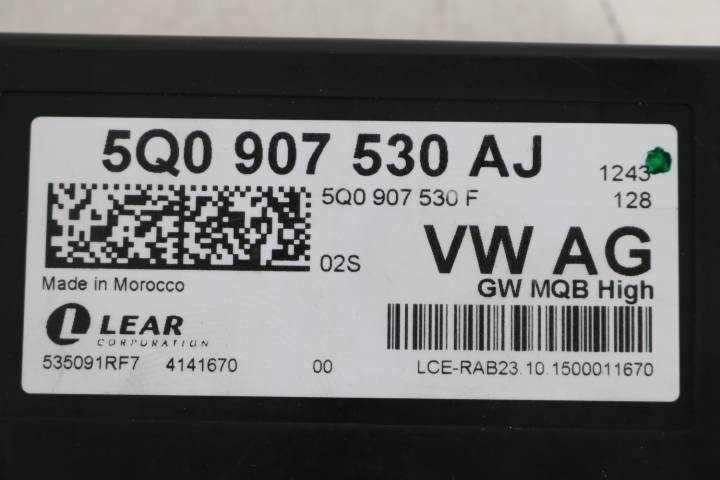 5Q0 907 530 AJ
1243
5Q0 907 530 F
128
02S
VW AG
GW MQB High
Made in Morocco
LEAR
CORPORATION
535091RF7 4141670 00
LCE-RAB23.10.1500011670